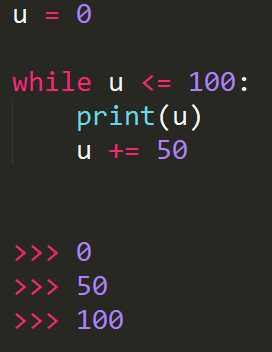 u = 0
while u <= 100:
    print(u)
    u += 50
>>> 0
>>> 50
>>> 100